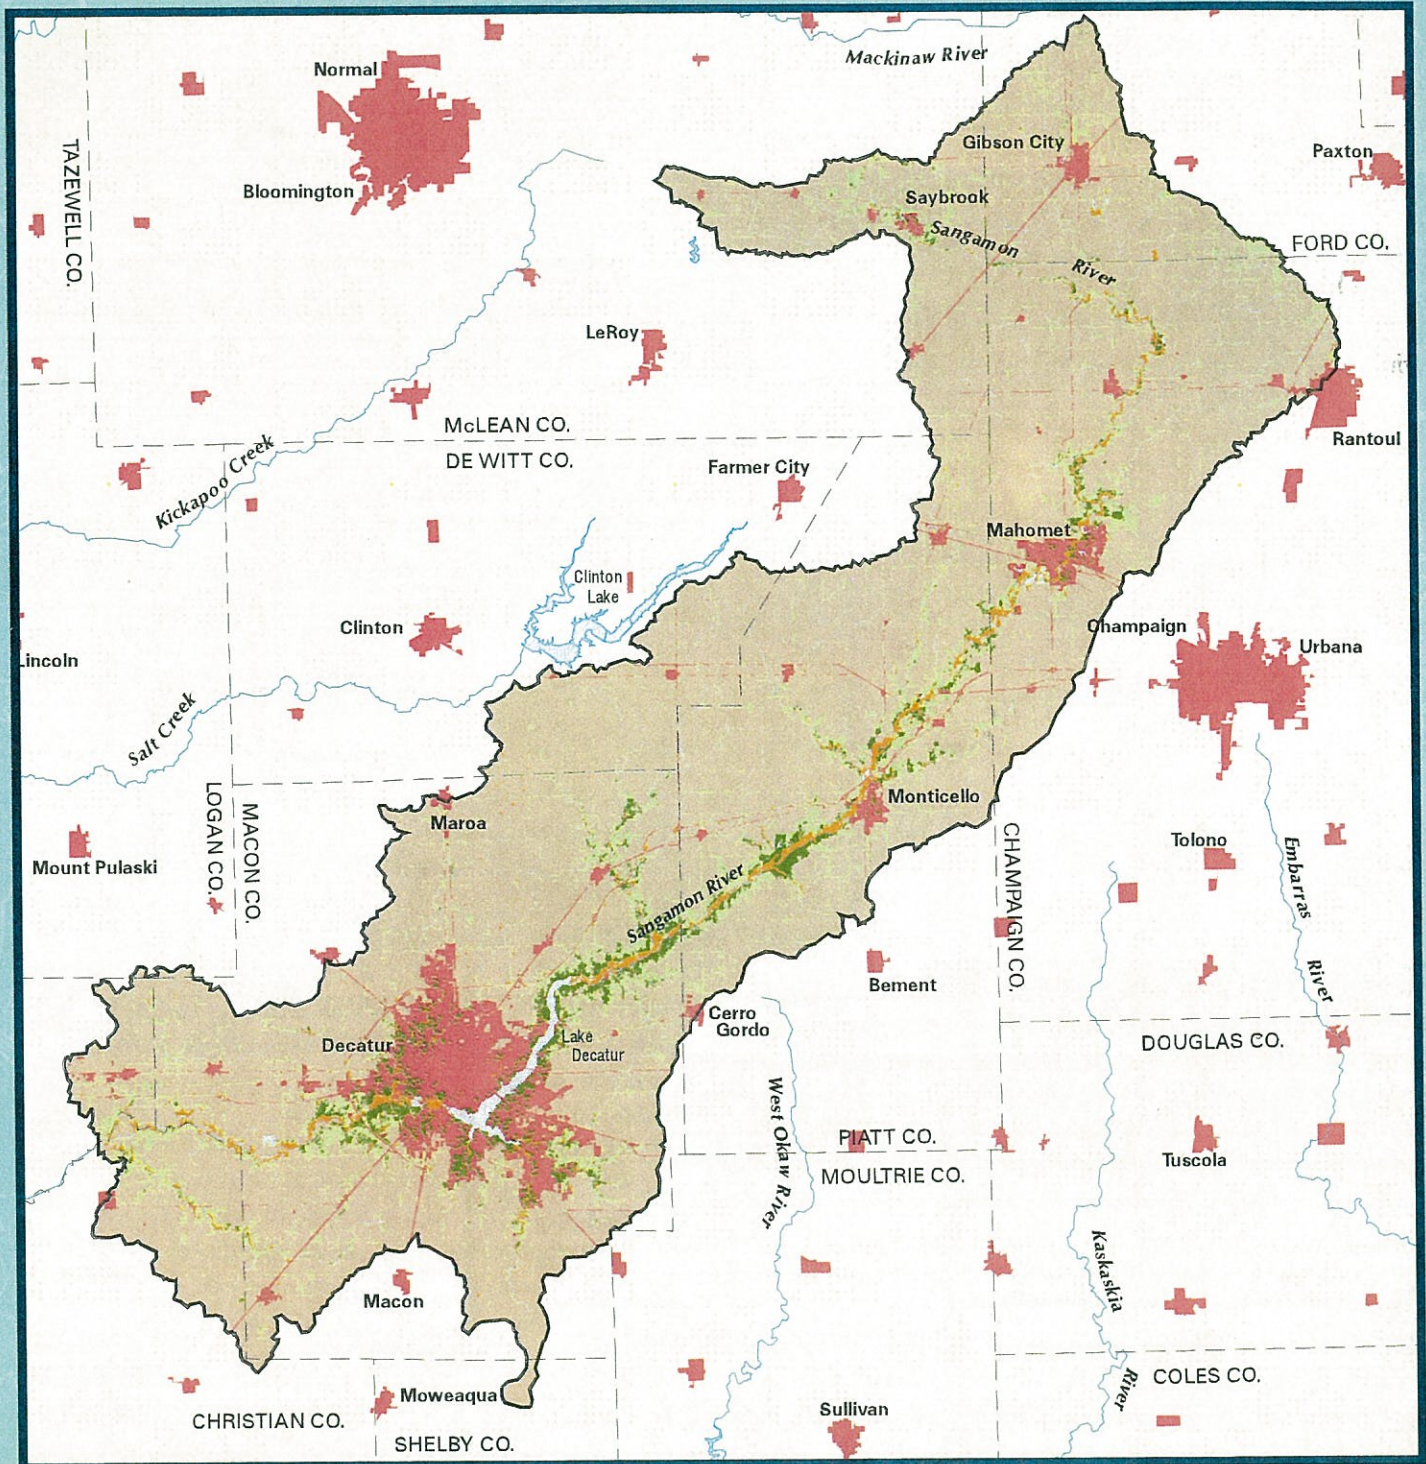 Mackinaw River
Normal
TAZEWELL CO.
Gibson City
Paxton
Bloomington
Saybrook
Sangamon
River
FORD CO.
LeRoy
McLEAN CO.
DE WITT CO.
Rantoul
Kickapoo Creek
Farmer City
Mahomet
Clinton
Lake
Clinton
Champaign
Urbana
Lincoln
Salt Creek
LOGAN CO.
MACON CO.
Maroa
Monticello
CHAMPAIGN CO.
Tolono
Embarras
River
Mount Pulaski
Sangamon River
Bement
Cerro
Gordo
Decatur
Lake
Decatur
DOUGLAS CO.
West Okaw River
PIATT CO.
MOULTRIE CO.
Tuscola
Kaskaskia
River
Macon
Moweaqua
COLES CO.
CHRISTIAN CO.
SHELBY CO.
Sullivan